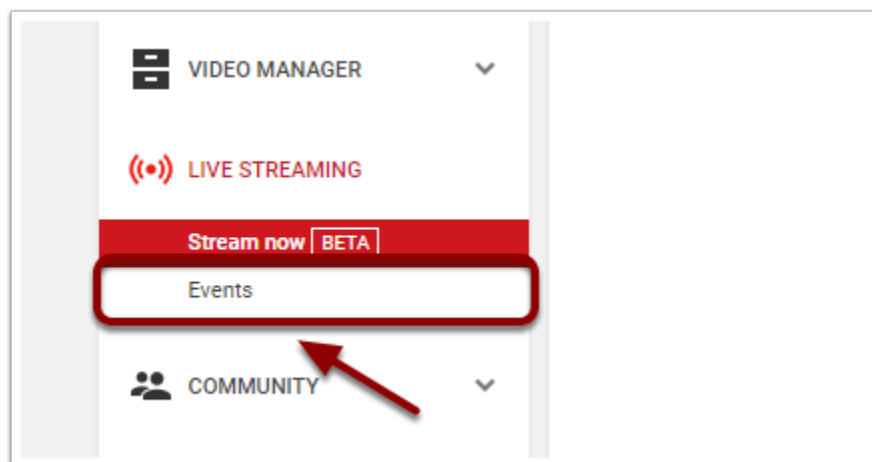 VIDEO MANAGER
LIVE STREAMING
Stream now BETA
Events
COMMUNITY